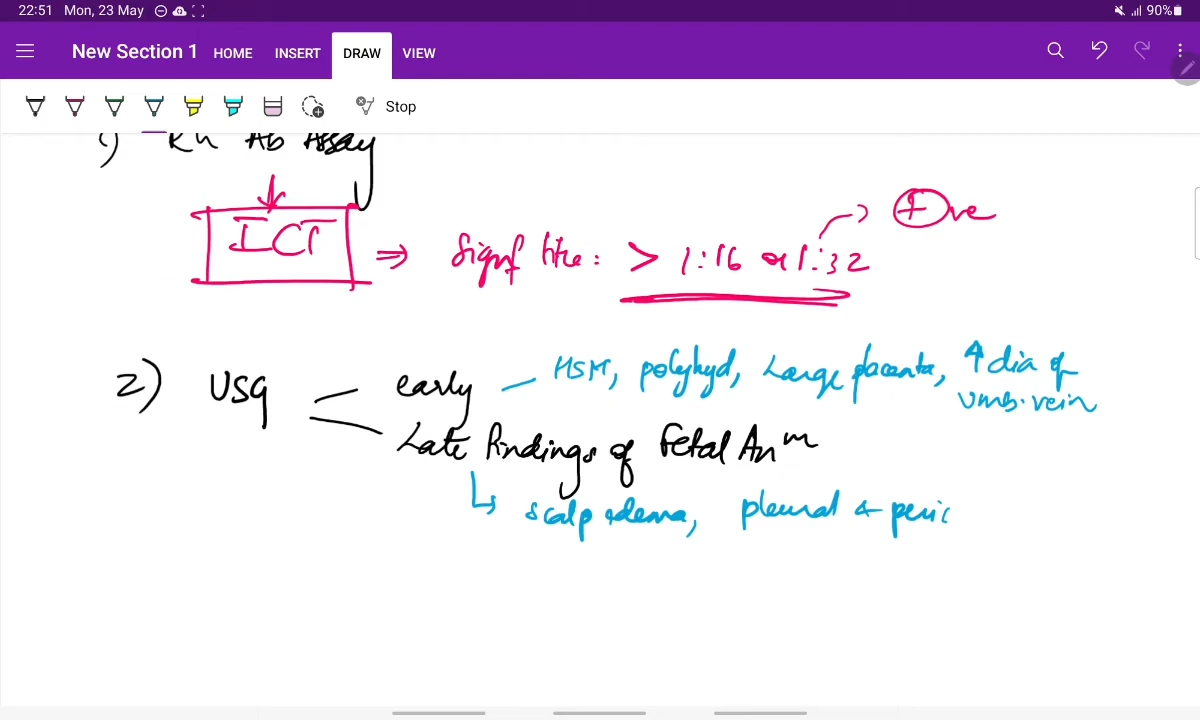 22:51 Mon, 23 May 90%
New Section 1 HOME INSERT DRAW VIEW
Stop
1) Rh Ab Assay
ICT ⇒ Signf titre: > 1:16 or 1:32 → +ve
2) USG
early – HSM, polyhyd, Large placenta, ↑ dia of
umb. vein
Late findings of Fetal Anm
↳ scalp edema, pleural & peric